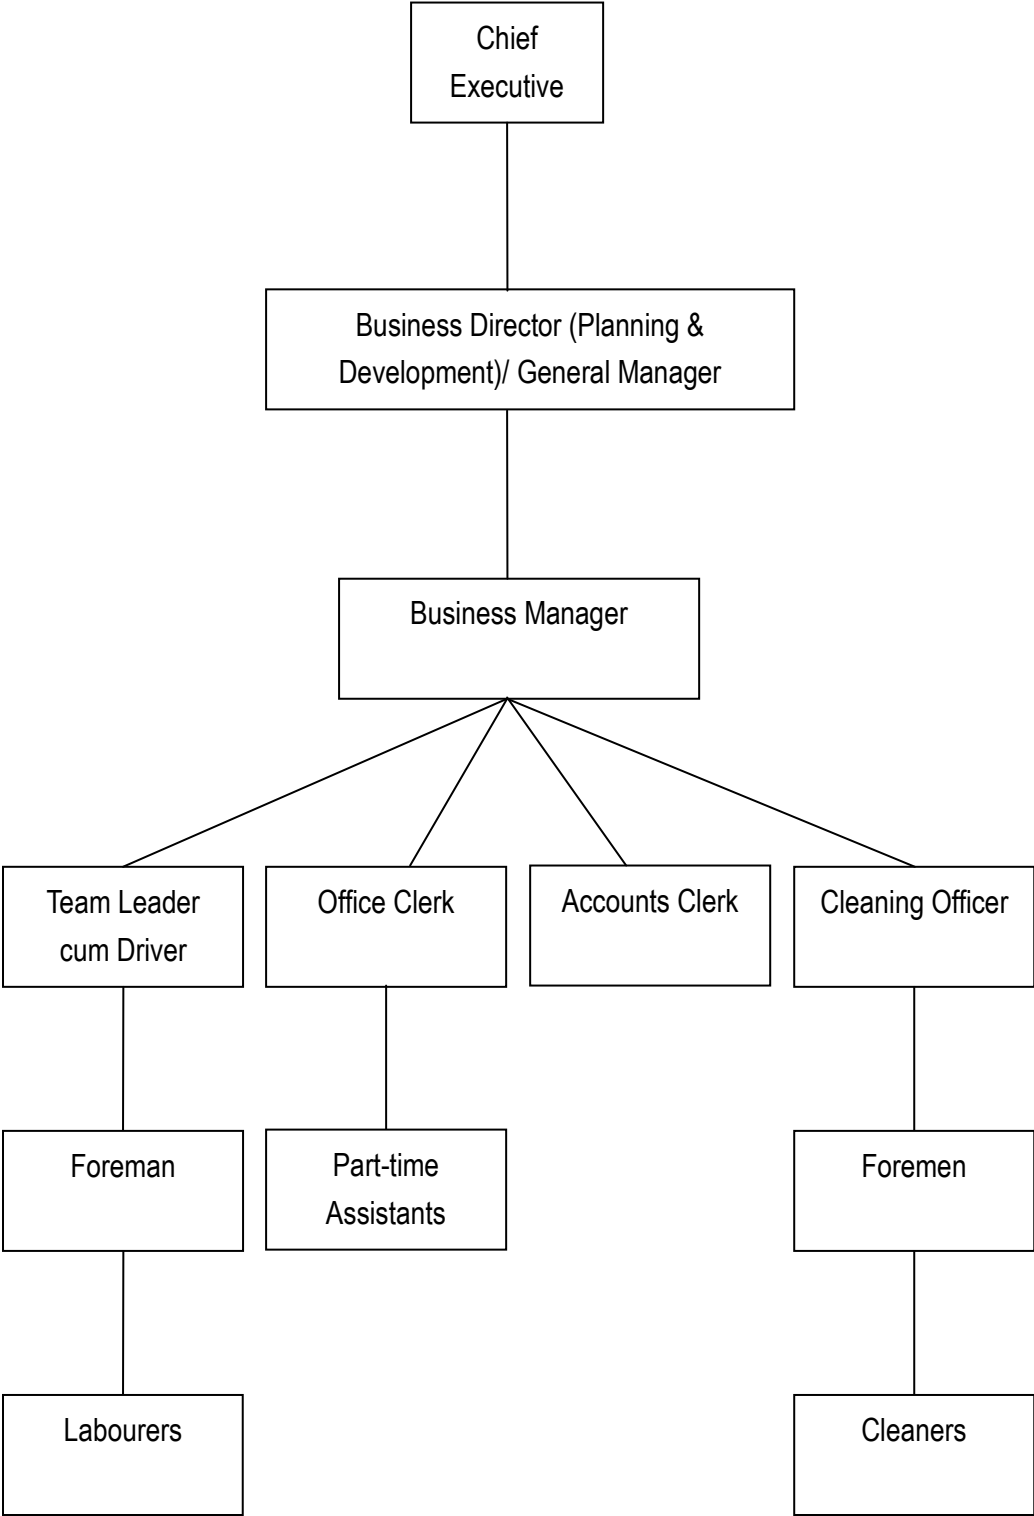 Chief
Executive
Business Director (Planning &
Development)/ General Manager
Business Manager
Team Leader
cum Driver
Office Clerk
Accounts Clerk
Cleaning Officer
Foreman
Part-time
Assistants
Foremen
Labourers
Cleaners